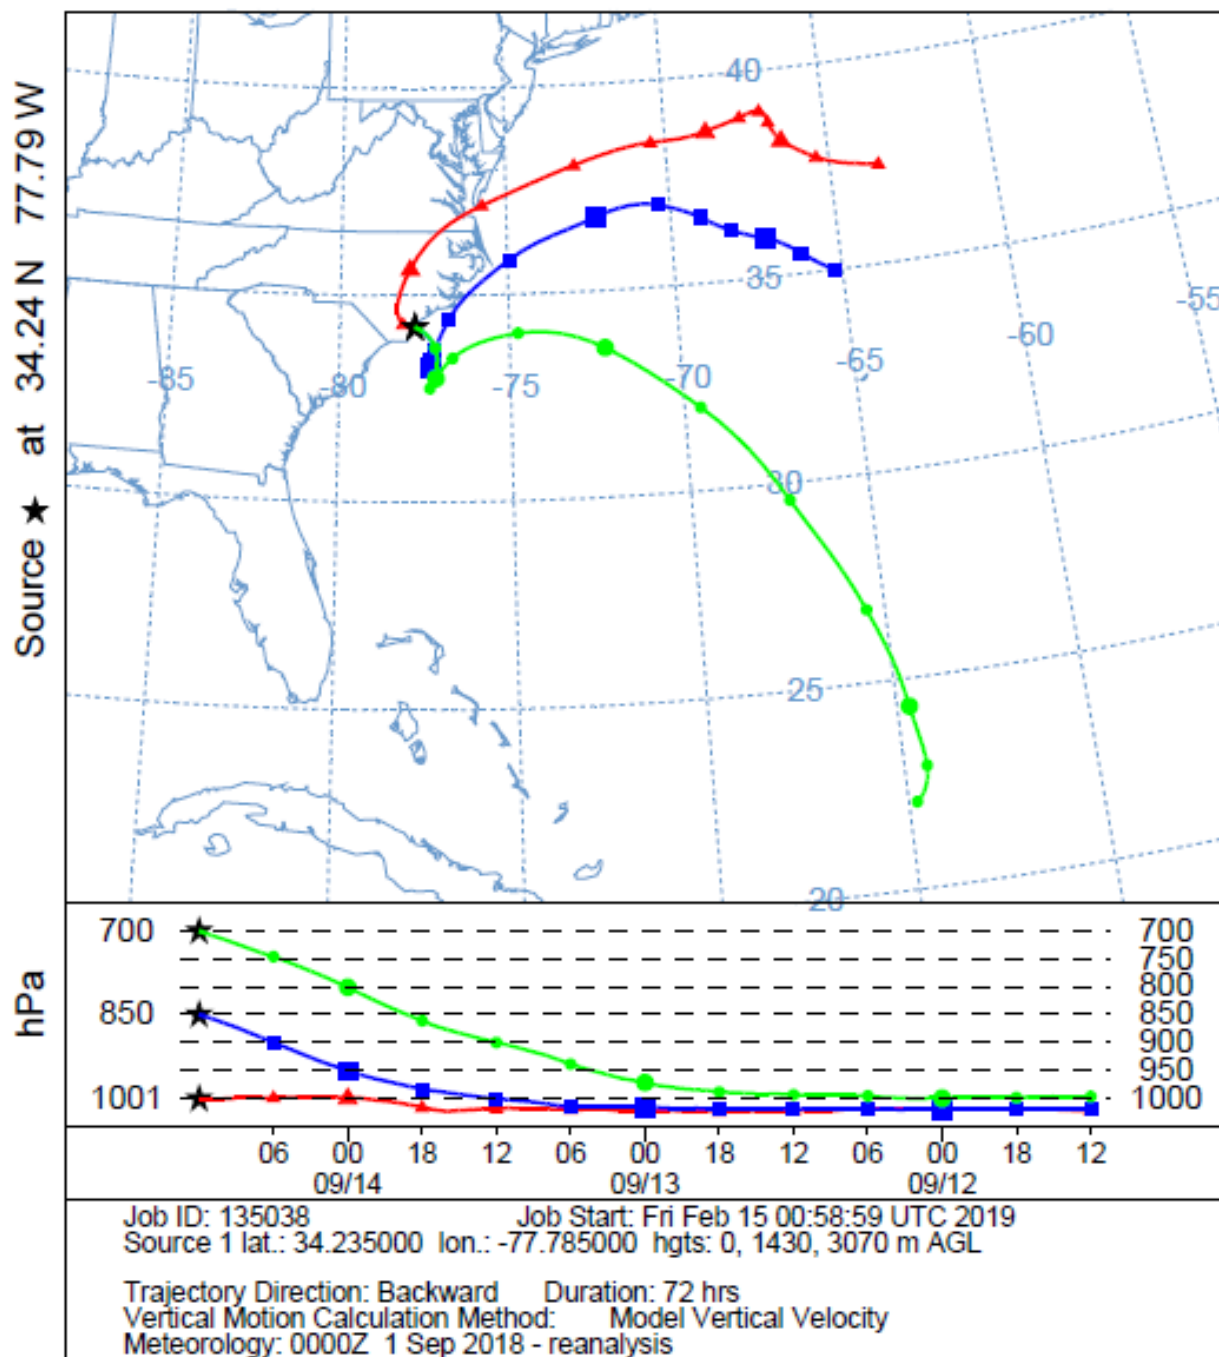 Source ★ at 34.24 N 77.79 W
40
35
-55
-60
-65
-85
-80
-75
-70
30
25
20
hPa
700 700
750
800
850 850
900
950
1001 1000
06 00 18 12 06 00 18 12 06 00 18 12
09/14 09/13 09/12
Job ID: 135038 Job Start: Fri Feb 15 00:58:59 UTC 2019
Source 1 lat.: 34.235000 lon.: -77.785000 hgts: 0, 1430, 3070 m AGL
Trajectory Direction: Backward Duration: 72 hrs
Vertical Motion Calculation Method: Model Vertical Velocity
Meteorology: 0000Z 1 Sep 2018 - reanalysis